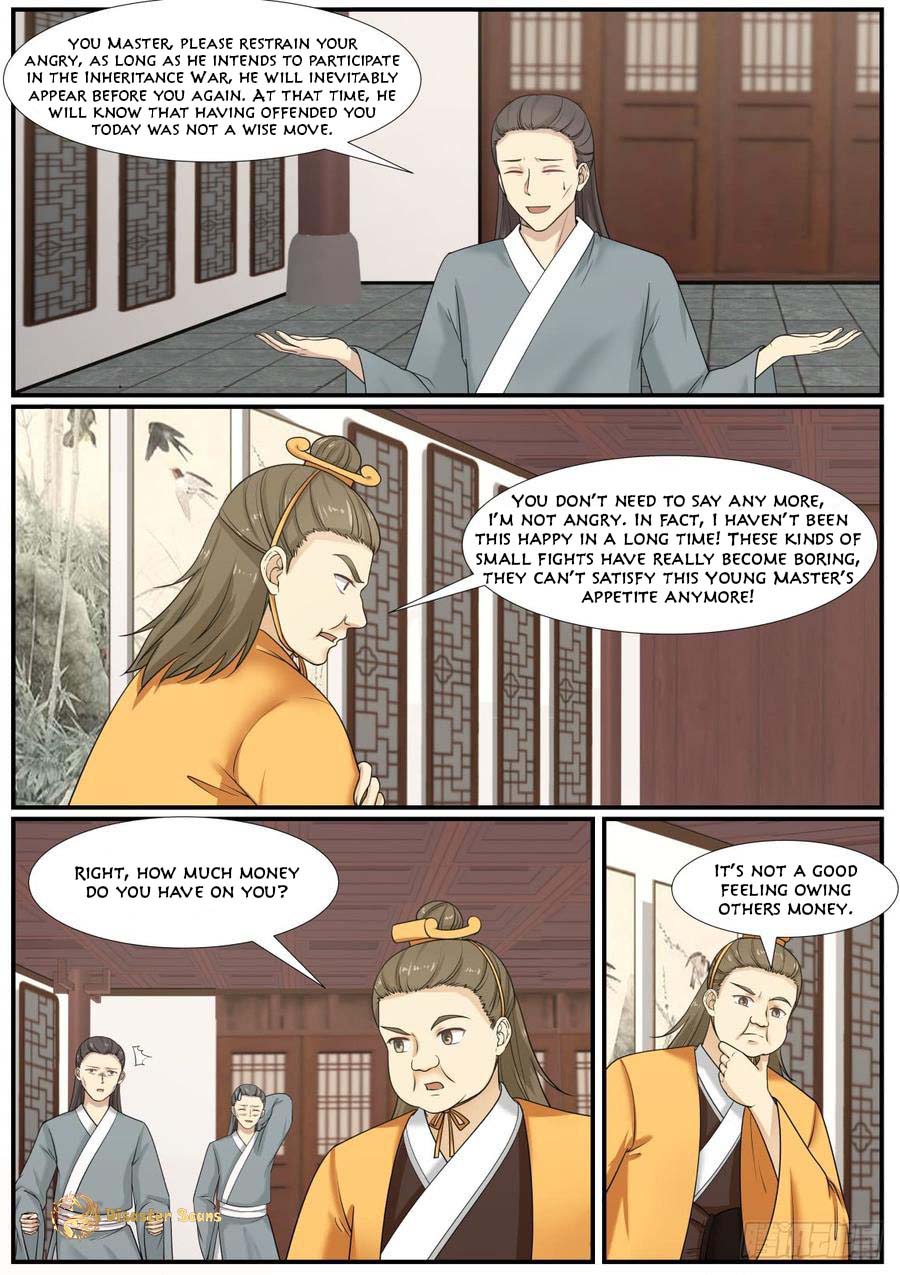 You Master, please restrain your
angry, as long as he intends to participate
in the Inheritance War, he will inevitably
appear before you again. At that time, he
will know that having offended you
today was not a wise move.
You don't need to say any more,
I'm not angry. In fact, I haven't been
this happy in a long time! These kinds of
small fights have really become boring,
they can't satisfy this Young Master's
appetite anymore!
Right, how much money
do you have on you?
It's not a good
feeling owing
others money.
Disaster Scans